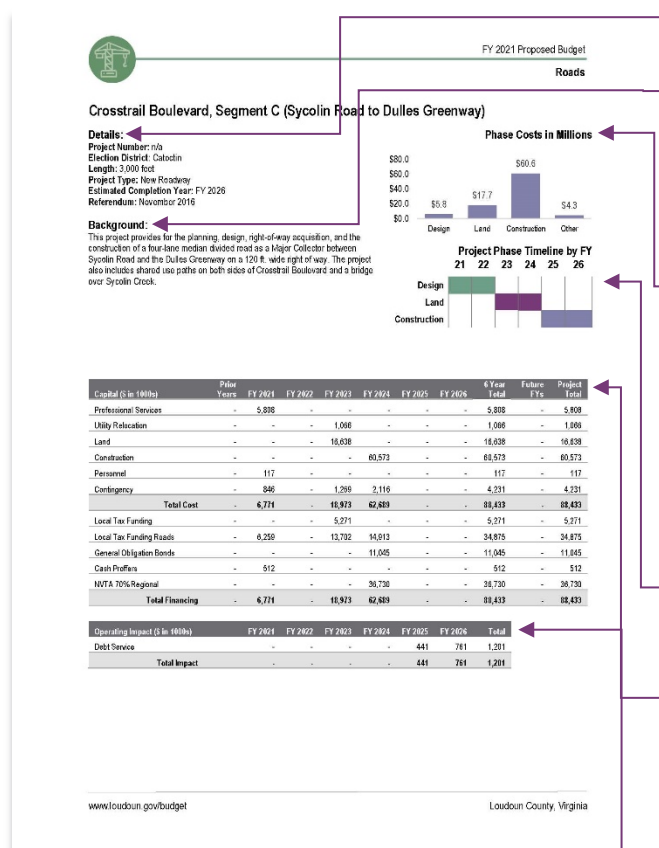 FY 2021 Proposed Budget
Roads
Crosstrail Boulevard, Segment C (Sycolin Road to Dulles Greenway)
Details:
Project Number: n/a
Election District: Catoctin
Length: 3,000 feet
Project Type: New Roadway
Estimated Completion Year: FY 2026
Referendum: November 2016
Background:
This project provides for the planning, design, right-of-way acquisition, and the
construction of a four-lane median divided road as a Major Collector between
Sycolin Road and the Dulles Greenway on a 120 ft. wide right of way. The project
also includes shared use paths on both sides of Crosstrail Boulevard and a bridge
over Sycolin Creek.
Phase Costs in Millions
$80.0
$60.0
$40.0
$20.0
$0.0
$5.8 $17.7 $60.6 $4.3
Design Land Construction Other
Project Phase Timeline by FY
21 22 23 24 25 26
Design
Land
Construction
Capital ($ in 1000s) Prior Years FY 2021 FY 2022 FY 2023 FY 2024 FY 2025 FY 2026 6 Year Total Future FYs Project Total
Professional Services - 5,808 - - - - - 5,808 - 5,808
Utility Relocation - - - 1,066 - - - 1,066 - 1,066
Land - - - 16,638 - - - 16,638 - 16,638
Construction - - - - 60,573 - - 60,573 - 60,573
Personnel - 117 - - - - - 117 - 117
Contingency - 846 - 1,269 2,116 - - 4,231 - 4,231
Total Cost - 6,771 - 18,973 62,689 - - 88,433 - 88,433
Local Tax Funding - - - 5,271 - - - 5,271 - 5,271
Local Tax Funding Roads - 6,259 - 13,702 14,913 - - 34,875 - 34,875
General Obligation Bonds - - - - 11,045 - - 11,045 - 11,045
Cash Proffers - 512 - - - - - 512 - 512
NVTA 70% Regional - - - - 36,730 - - 36,730 - 36,730
Total Financing - 6,771 - 18,973 62,689 - - 88,433 - 88,433
Operating Impact ($ in 1000s) FY 2021 FY 2022 FY 2023 FY 2024 FY 2025 FY 2026 Total
Debt Service - - - - 441 761 1,201
Total Impact - - - - 441 761 1,201
www.loudoun.gov/budget
Loudoun County, Virginia